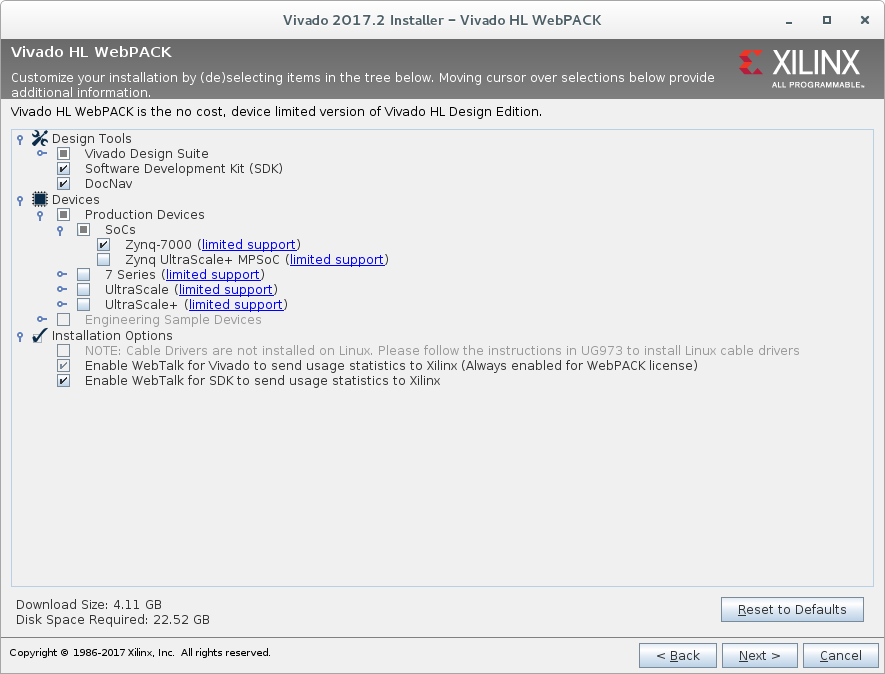 Vivado 2017.2 Installer – Vivado HL WebPACK
Vivado HL WebPACK
Customize your installation by (de)selecting items in the tree below. Moving cursor over selections below provide
additional information.
XILINX
ALL PROGRAMMABLE™
Vivado HL WebPACK is the no cost, device limited version of Vivado HL Design Edition.
Design Tools
Vivado Design Suite
Software Development Kit (SDK)
DocNav
Devices
Production Devices
SoCs
Zynq-7000 (limited support)
Zynq UltraScale+ MPSoC (limited support)
7 Series (limited support)
UltraScale (limited support)
UltraScale+ (limited support)
Engineering Sample Devices
Installation Options
NOTE: Cable Drivers are not installed on Linux. Please follow the instructions in UG973 to install Linux cable drivers
Enable WebTalk for Vivado to send usage statistics to Xilinx (Always enabled for WebPACK license)
Enable WebTalk for SDK to send usage statistics to Xilinx
Download Size: 4.11 GB
Disk Space Required: 22.52 GB
Reset to Defaults
Copyright © 1986-2017 Xilinx, Inc. All rights reserved.
< Back
Next >
Cancel